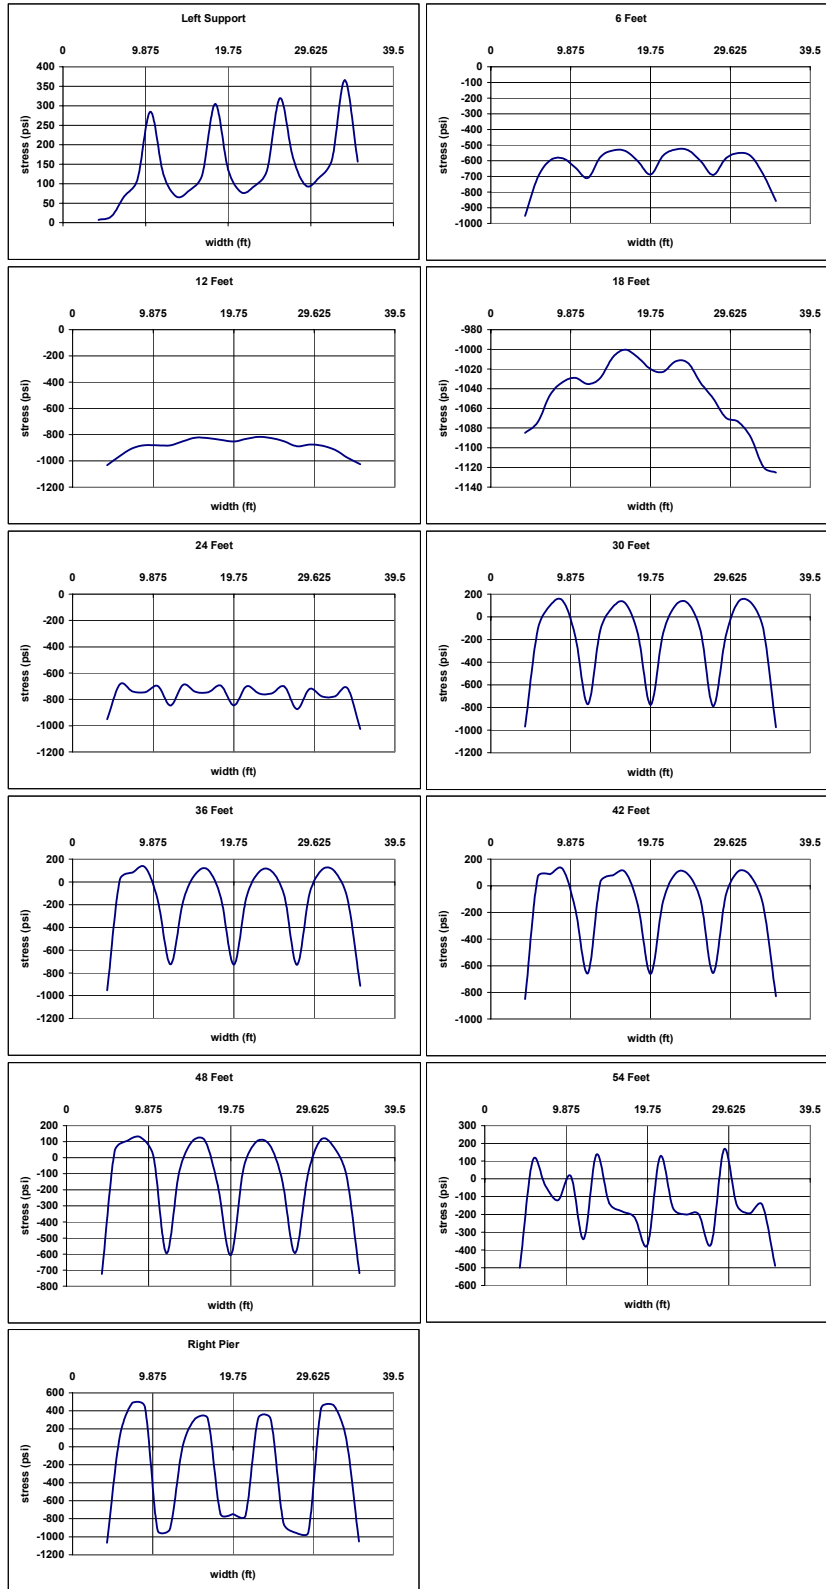 Left Support
0 9.875 19.75 29.625 39.5
400
350
300
250
200
150
100
50
0
stress (psi)
width (ft)
6 Feet
0 9.875 19.75 29.625 39.5
0
-100
-200
-300
-400
-500
-600
-700
-800
-900
-1000
stress (psi)
width (ft)
12 Feet
0 9.875 19.75 29.625 39.5
0
-200
-400
-600
-800
-1000
-1200
stress (psi)
width (ft)
18 Feet
0 9.875 19.75 29.625 39.5
-980
-1000
-1020
-1040
-1060
-1080
-1100
-1120
-1140
stress (psi)
width (ft)
24 Feet
0 9.875 19.75 29.625 39.5
0
-200
-400
-600
-800
-1000
-1200
stress (psi)
width (ft)
30 Feet
0 9.875 19.75 29.625 39.5
200
0
-200
-400
-600
-800
-1000
-1200
stress (psi)
width (ft)
36 Feet
0 9.875 19.75 29.625 39.5
200
0
-200
-400
-600
-800
-1000
-1200
stress (psi)
width (ft)
42 Feet
0 9.875 19.75 29.625 39.5
200
0
-200
-400
-600
-800
-1000
stress (psi)
width (ft)
48 Feet
0 9.875 19.75 29.625 39.5
200
100
0
-100
-200
-300
-400
-500
-600
-700
-800
stress (psi)
width (ft)
54 Feet
0 9.875 19.75 29.625 39.5
300
200
100
0
-100
-200
-300
-400
-500
-600
stress (psi)
width (ft)
Right Pier
0 9.875 19.75 29.625 39.5
600
400
200
0
-200
-400
-600
-800
-1000
-1200
stress (psi)
width (ft)